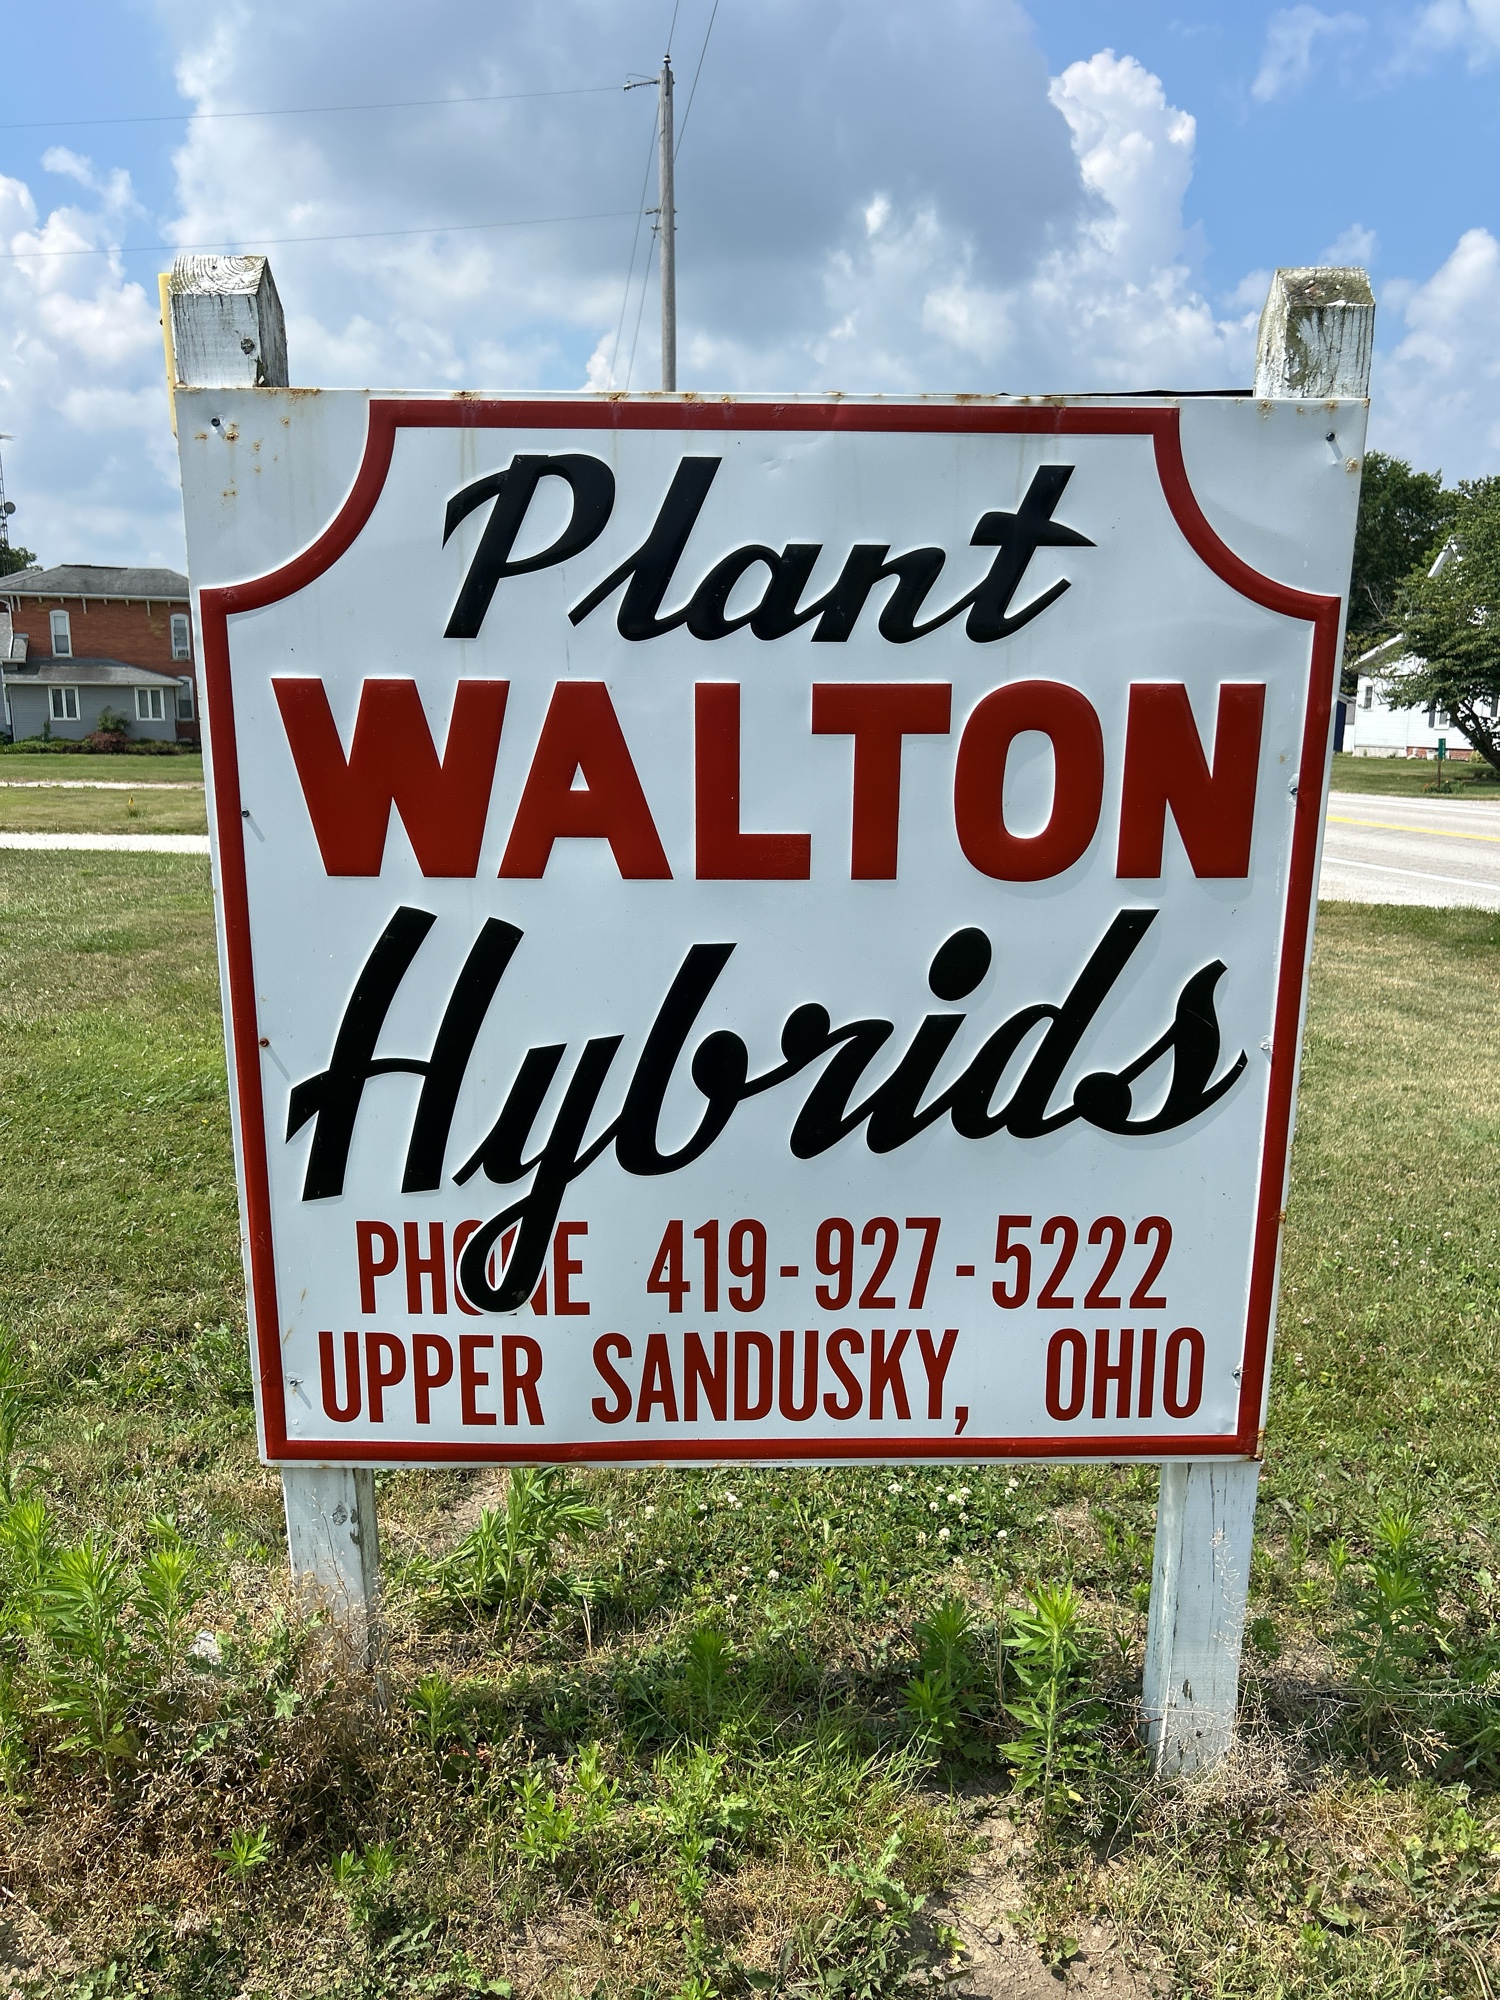 Plant
WALTON
Hybrids
PHONE 419-927-5222
UPPER SANDUSKY, OHIO